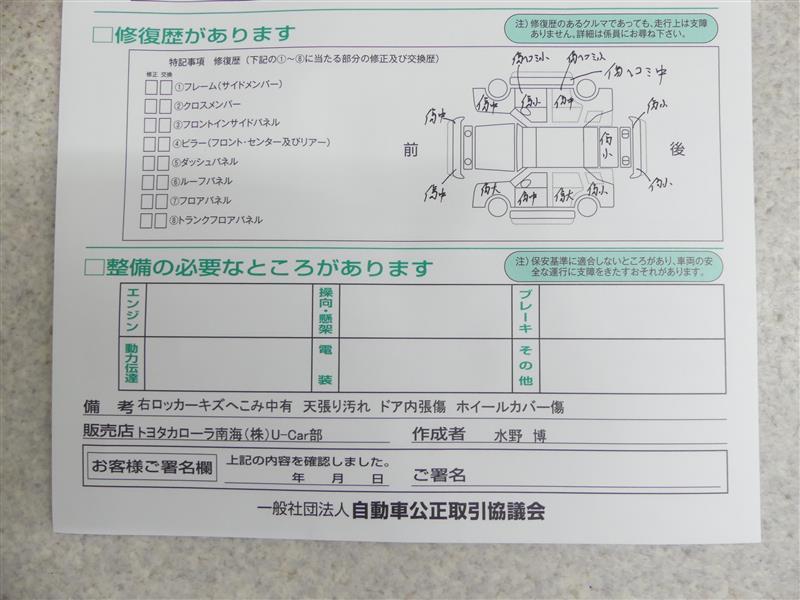 □修復歴があります
注）修復歴のあるクルマであっても、走行上は支障
ありません。詳細は係員にお尋ね下さい。
特記事項 修復歴（下記の①～⑧に当たる部分の修正及び交換歴）
修正 交換
①フレーム（サイドメンバー）
②クロスメンバー
③フロントインサイドパネル
④ピラー（フロント・センター及びリアー）
⑤ダッシュパネル
⑥ルーフパネル
⑦フロアパネル
⑧トランクフロアパネル
傷ヘコミ小 傷ヘコミ小 傷ヘコミ中
傷中 傷小 傷中
傷中 傷小
前 傷小 後
傷中 傷小
傷大 傷中 傷大 傷小
□整備の必要なところがあります
注）保安基準に適合しないところがあり、車両の安
全な運行に支障をきたすおそれがあります。
エンジン 操向・懸架 ブレーキ
動力伝達 電装 その他
備考 右ロッカーキズへこみ中有 天張り汚れ ドア内張傷 ホイールカバー傷
販売店 トヨタカローラ南海（株）U-Car部 作成者 水野 博
お客様ご署名欄 上記の内容を確認しました。
年 月 日 ご署名
一般社団法人 自動車公正取引協議会